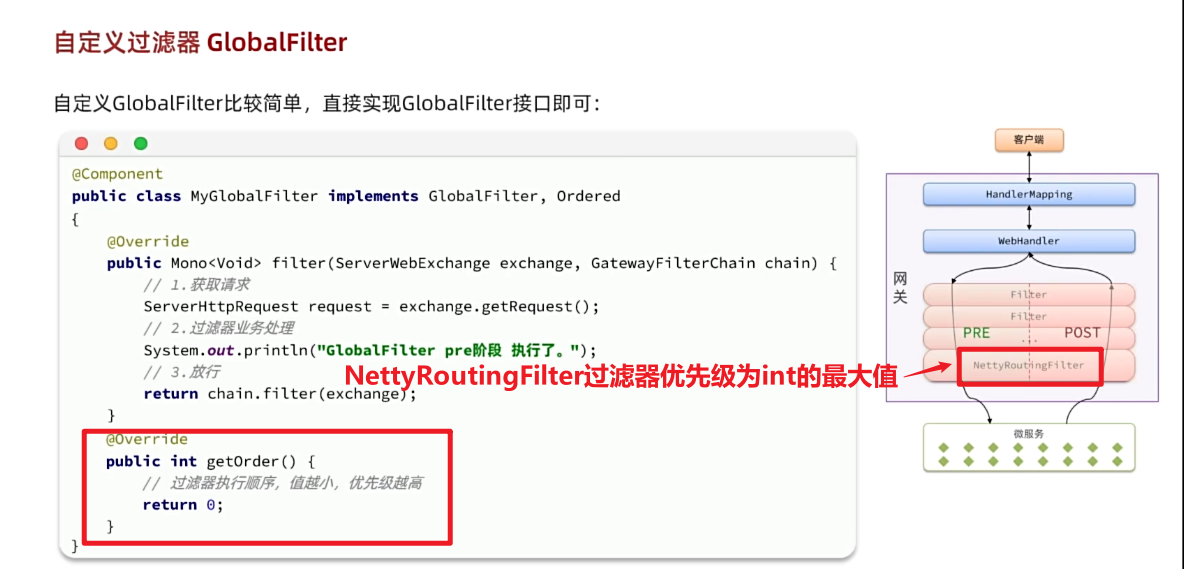 自定义过滤器 GlobalFilter
自定义GlobalFilter比较简单，直接实现GlobalFilter接口即可：
@Component
public class MyGlobalFilter implements GlobalFilter, Ordered
{
@Override
public Mono<Void> filter(ServerWebExchange exchange, GatewayFilterChain chain) {
// 1.获取请求
ServerHttpRequest request = exchange.getRequest();
// 2.过滤器业务处理
System.out.println("GlobalFilter pre阶段 执行了。");
// 3.放行
return chain.filter(exchange);
}
@Override
public int getOrder() {
// 过滤器执行顺序，值越小，优先级越高
return 0;
}
}
NettyRoutingFilter过滤器优先级为int的最大值
客户端
HandlerMapping
WebHandler
网关
Filter
Filter
PRE ... POST
NettyRoutingFilter
微服务